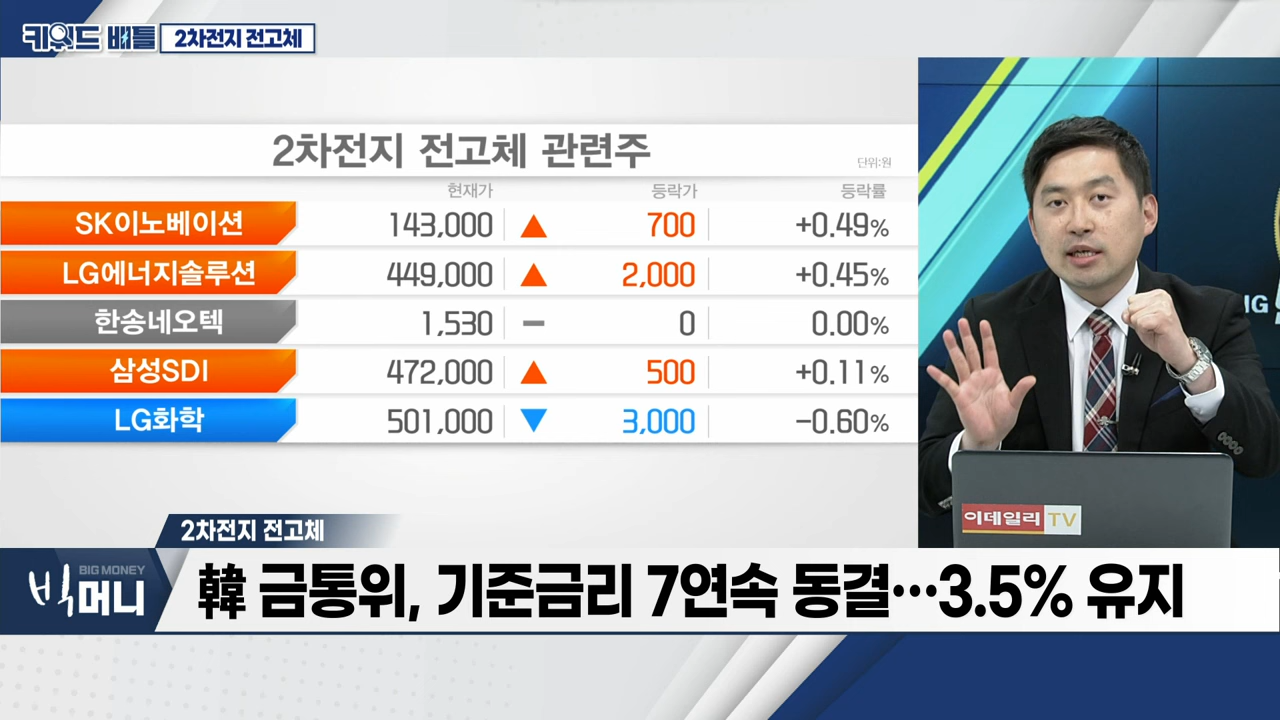 키워드 배틀 2차전지 전고체
2차전지 전고체 관련주
단위:원
현재가 등락가 등락률
SK이노베이션 143,000 ▲ 700 +0.49%
LG에너지솔루션 449,000 ▲ 2,000 +0.45%
한송네오텍 1,530 － 0 0.00%
삼성SDI 472,000 ▲ 500 +0.11%
LG화학 501,000 ▼ 3,000 -0.60%
IG
이데일리TV
2차전지 전고체
BIG MONEY
빅머니
韓 금통위, 기준금리 7연속 동결…3.5% 유지